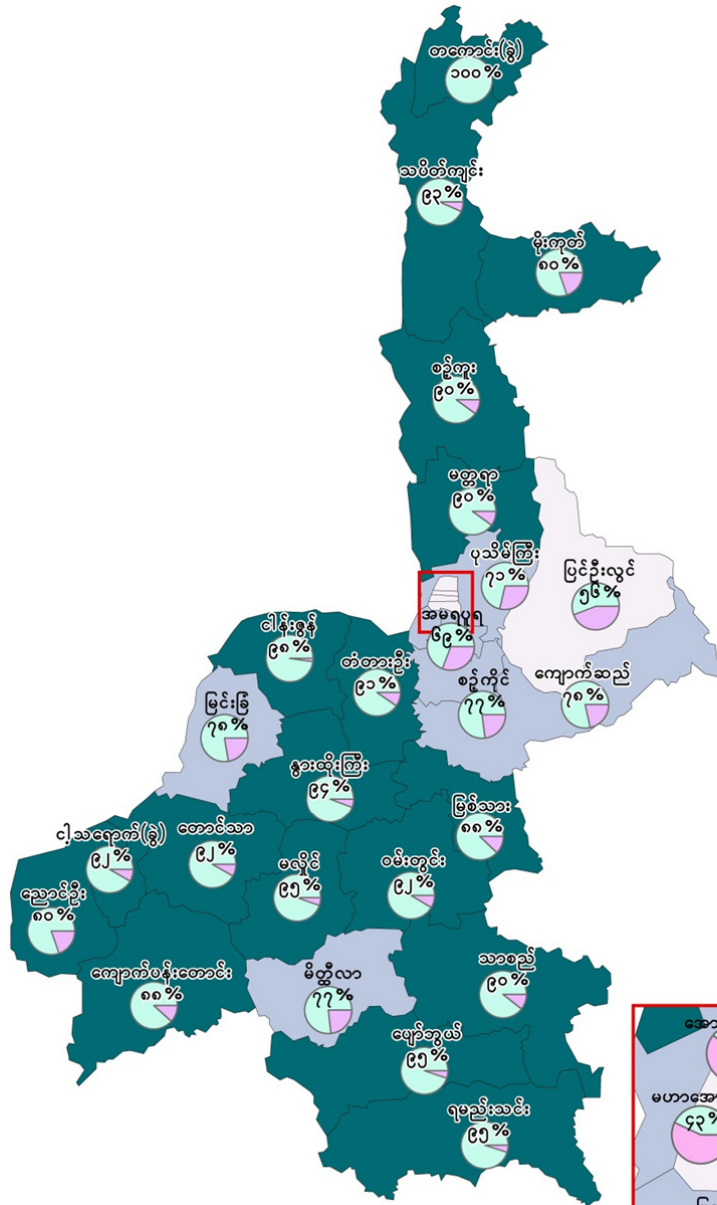 တကောင်း(ခွဲ)
၁၀၀%
သပိတ်ကျင်း
၉၃%
မိုးကုတ်
၈၀%
စဉ့်ကူး
၉၀%
မတ္တရာ
၉၀%
ပုသိမ်ကြီး
၇၁%
ပြင်ဦးလွင်
၅၆%
အမရပူရ
၆၉%
ငါန်းဇွန်
၉၈%
တံတားဦး
၉၁%
စဉ့်ကိုင်
၇၇%
ကျောက်ဆည်
၇၈%
မြင်းခြံ
၇၈%
နွားထိုးကြီး
၉၄%
မြစ်သား
၈၈%
ငါ့သရောက်(ခွဲ)
၉၂%
တောင်သာ
၉၂%
မလှိုင်
၉၅%
ဝမ်းတွင်း
၉၂%
ညောင်ဦး
၈၀%
ကျောက်ပန်းတောင်း
၈၈%
မိတ္ထီလာ
၇၇%
သာစည်
၉၀%
ပျော်ဘွယ်
၉၅%
ရမည်းသင်း
၉၅%
၄၃%